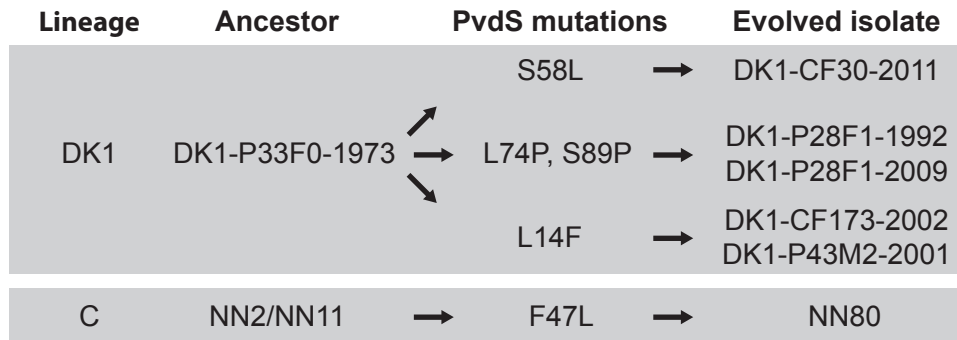 Lineage Ancestor PvdS mutations Evolved isolate
S58L DK1-CF30-2011
DK1 DK1-P33F0-1973 L74P, S89P DK1-P28F1-1992
DK1-P28F1-2009
L14F DK1-CF173-2002
DK1-P43M2-2001
C NN2/NN11 F47L NN80